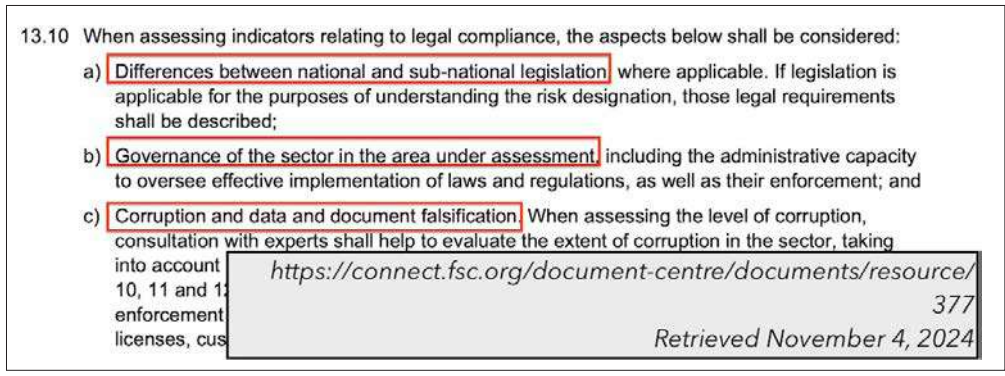 13.10 When assessing indicators relating to legal compliance, the aspects below shall be considered:
a) Differences between national and sub-national legislation, where applicable. If legislation is
applicable for the purposes of understanding the risk designation, those legal requirements
shall be described;
b) Governance of the sector in the area under assessment, including the administrative capacity
to oversee effective implementation of laws and regulations, as well as their enforcement; and
c) Corruption and data and document falsification. When assessing the level of corruption,
consultation with experts shall help to evaluate the extent of corruption in the sector, taking
into account
10, 11 and
enforcement
licenses,
https://connect.fsc.org/document-centre/documents/resource/
377
Retrieved November 4, 2024